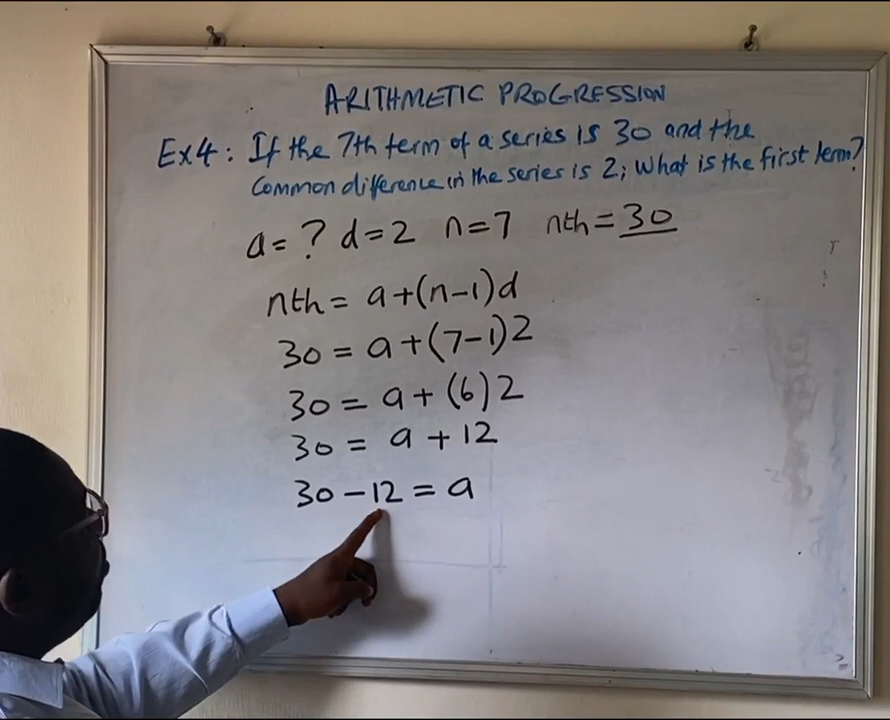 ARITHMETIC PROGRESSION
Ex4: If the 7th term of a series is 30 and the
Common difference in the series is 2; What is the first term?
a = ? d = 2 n = 7 nth = 30
nth = a + (n - 1)d
30 = a + (7 - 1)2
30 = a + (6)2
30 = a + 12
30 - 12 = a